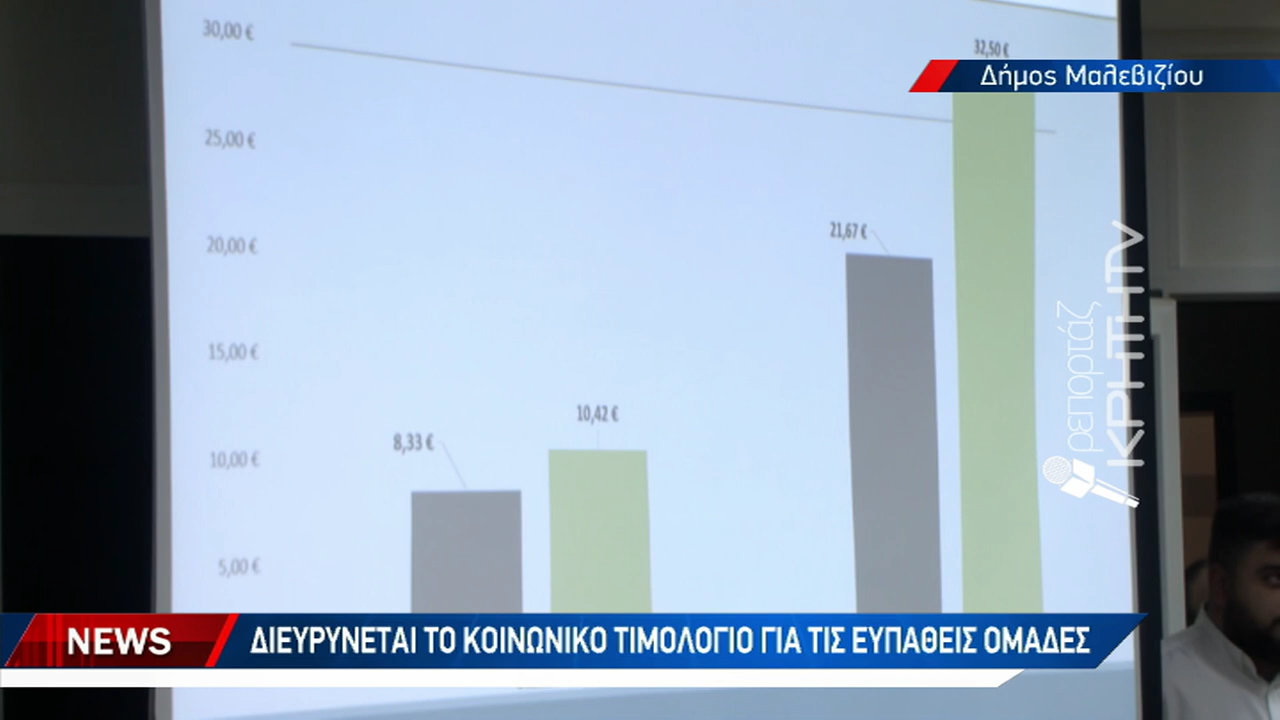 30,00 €
32,50 €
Δήμος Μαλεβιζίου
25,00 €
21,67 €
20,00 €
15,00 €
10,42 €
8,33 €
10,00 €
5,00 €
ρεπορτάζ
ΚΡΗΤΗ TV
NEWS
ΔΙΕΥΡΥΝΕΤΑΙ ΤΟ ΚΟΙΝΩΝΙΚΟ ΤΙΜΟΛΟΓΙΟ ΓΙΑ ΤΙΣ ΕΥΠΑΘΕΙΣ ΟΜΑΔΕΣ